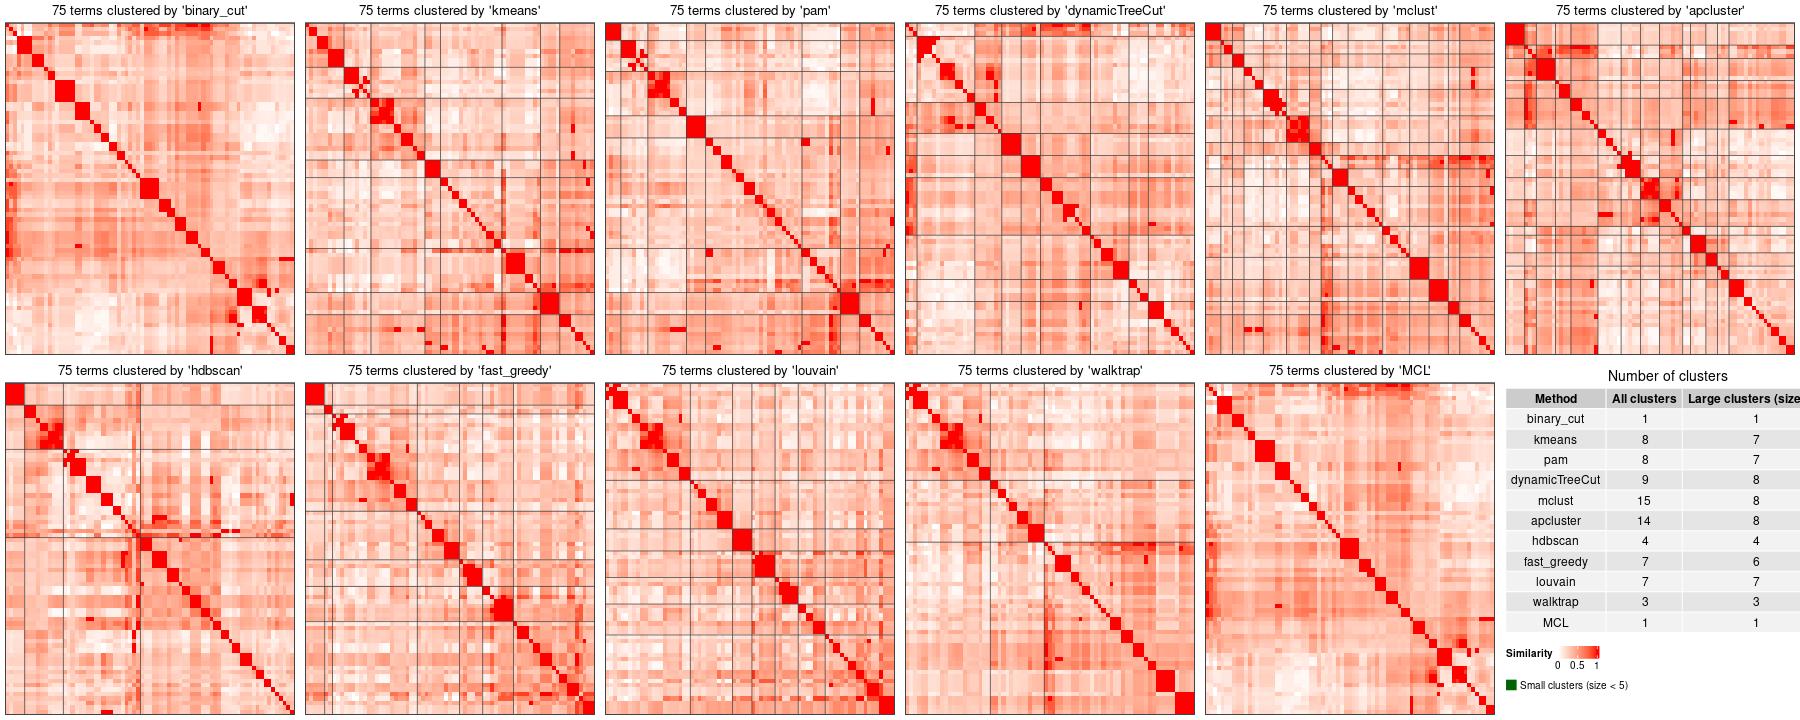 75 terms clustered by 'binary_cut'
75 terms clustered by 'kmeans'
75 terms clustered by 'pam'
75 terms clustered by 'dynamicTreeCut'
75 terms clustered by 'mclust'
75 terms clustered by 'apcluster'
75 terms clustered by 'hdbscan'
75 terms clustered by 'fast_greedy'
75 terms clustered by 'louvain'
75 terms clustered by 'walktrap'
75 terms clustered by 'MCL'
Number of clusters
Method All clusters Large clusters (size
binary_cut 1 1
kmeans 8 7
pam 8 7
dynamicTreeCut 9 8
mclust 15 8
apcluster 14 8
hdbscan 4 4
fast_greedy 7 6
louvain 7 7
walktrap 3 3
MCL 1 1
Similarity
0 0.5 1
Small clusters (size < 5)